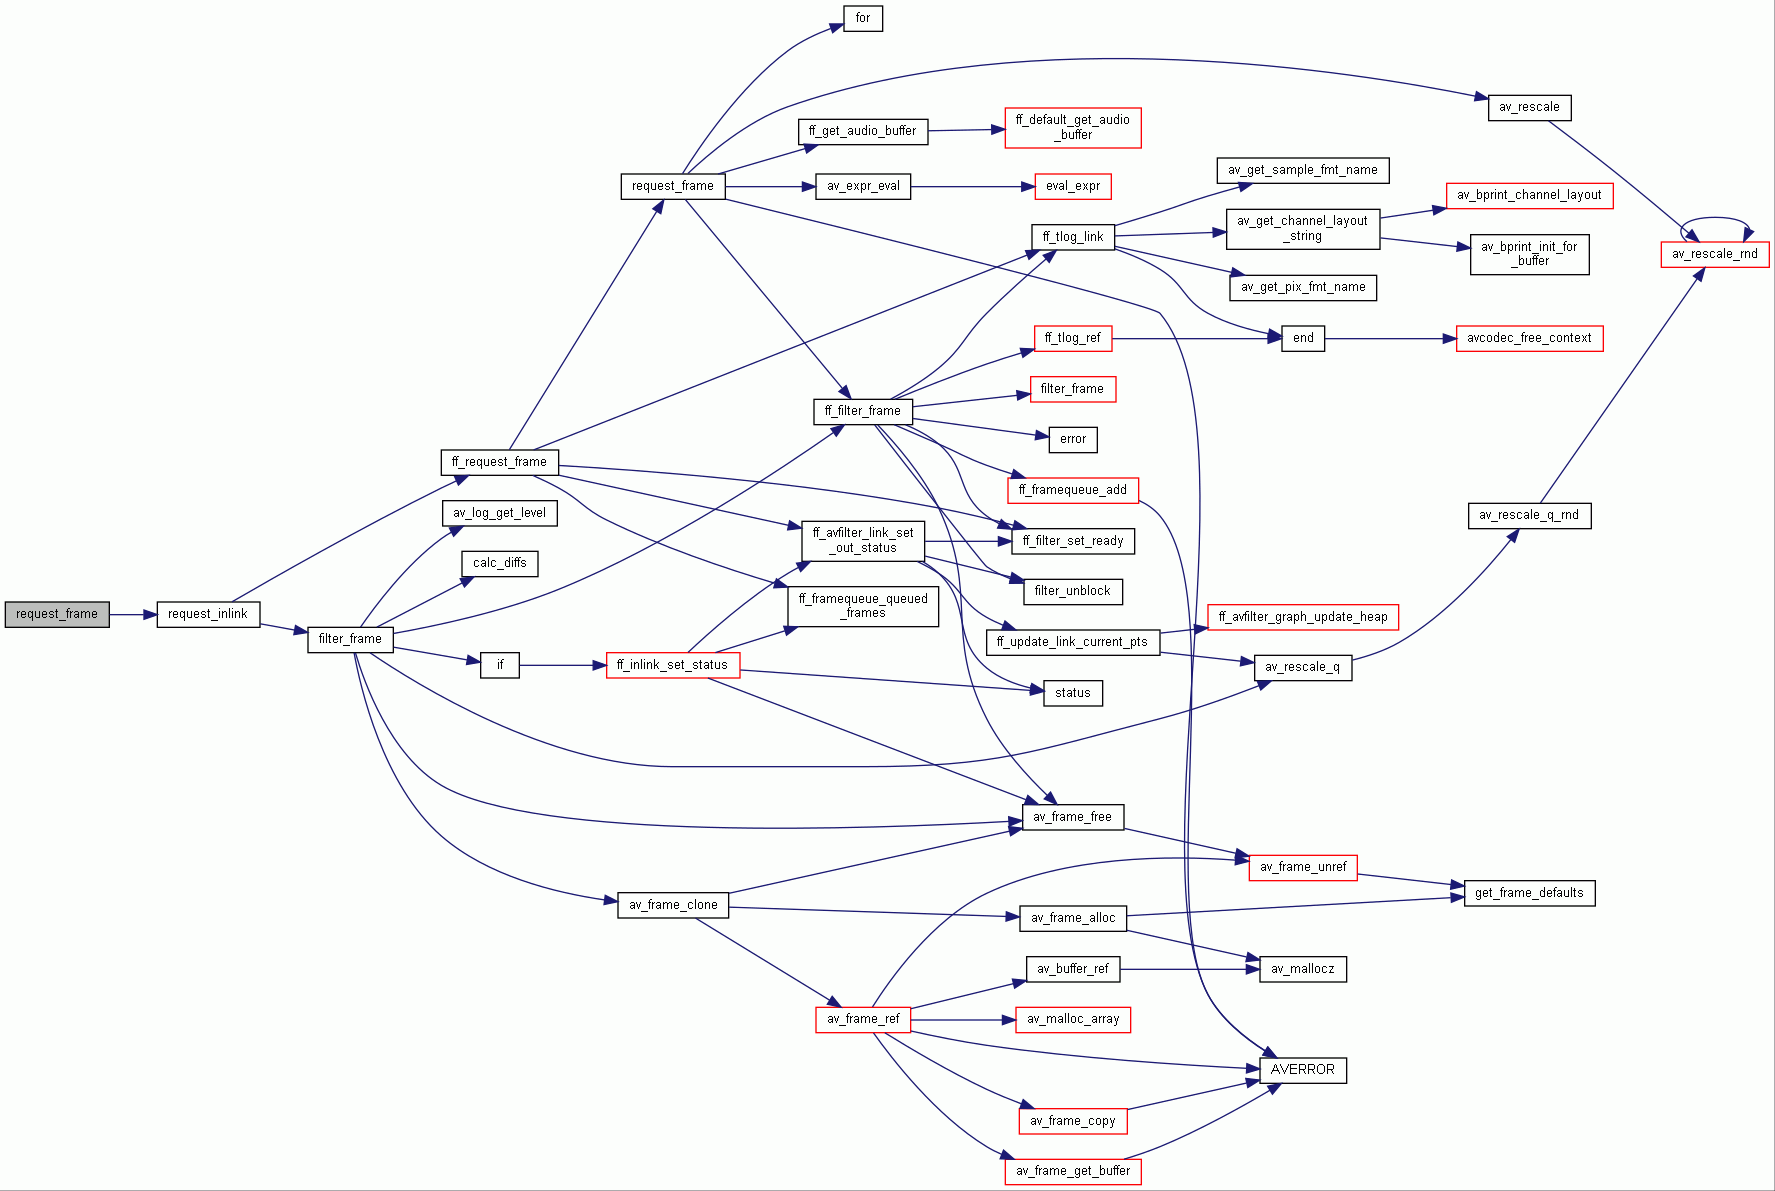 for
av_rescale
ff_default_get_audio
_buffer
ff_get_audio_buffer
av_get_sample_fmt_name
request_frame
av_expr_eval
eval_expr
av_bprint_channel_layout
av_get_channel_layout
_string
ff_tlog_link
av_bprint_init_for
_buffer
av_rescale_rnd
av_get_pix_fmt_name
ff_tlog_ref
end
avcodec_free_context
filter_frame
ff_filter_frame
error
ff_request_frame
ff_framequeue_add
av_log_get_level
av_rescale_q_rnd
ff_avfilter_link_set
_out_status
ff_filter_set_ready
calc_diffs
filter_unblock
ff_framequeue_queued
_frames
request_frame
request_inlink
ff_avfilter_graph_update_heap
filter_frame
ff_update_link_current_pts
if
ff_inlink_set_status
av_rescale_q
status
av_frame_free
av_frame_unref
get_frame_defaults
av_frame_clone
av_frame_alloc
av_buffer_ref
av_mallocz
av_frame_ref
av_malloc_array
AVERROR
av_frame_copy
av_frame_get_buffer